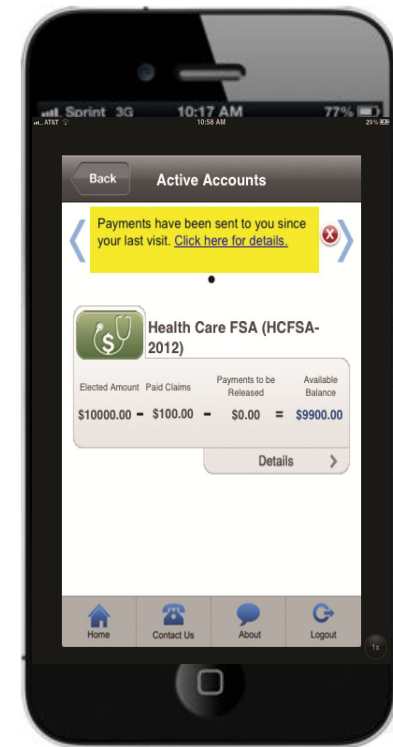 Sprint 3G 10:17 AM 77%
AT&T 10:58 AM 29%
Back Active Accounts
Payments have been sent to you since
your last visit. Click here for details.
Health Care FSA (HCFSA-
2012)
Elected Amount Paid Claims Payments to be Released Available Balance
$10000.00 - $100.00 - $0.00 = $9900.00
Details
Home Contact Us About Logout
1x